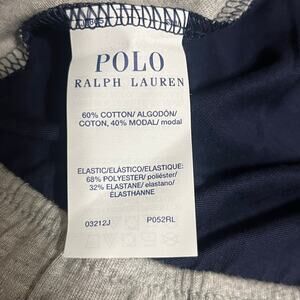 POLO
RALPH LAUREN
60% COTTON/ ALGODÓN/
COTON, 40% MODAL/ modal
ELASTIC/ELÁSTICO/ELASTIQUE:
68% POLYESTER/ poliéster/
32% ELASTANE/ elastano/
ÉLASTHANNE
03212J P052RL